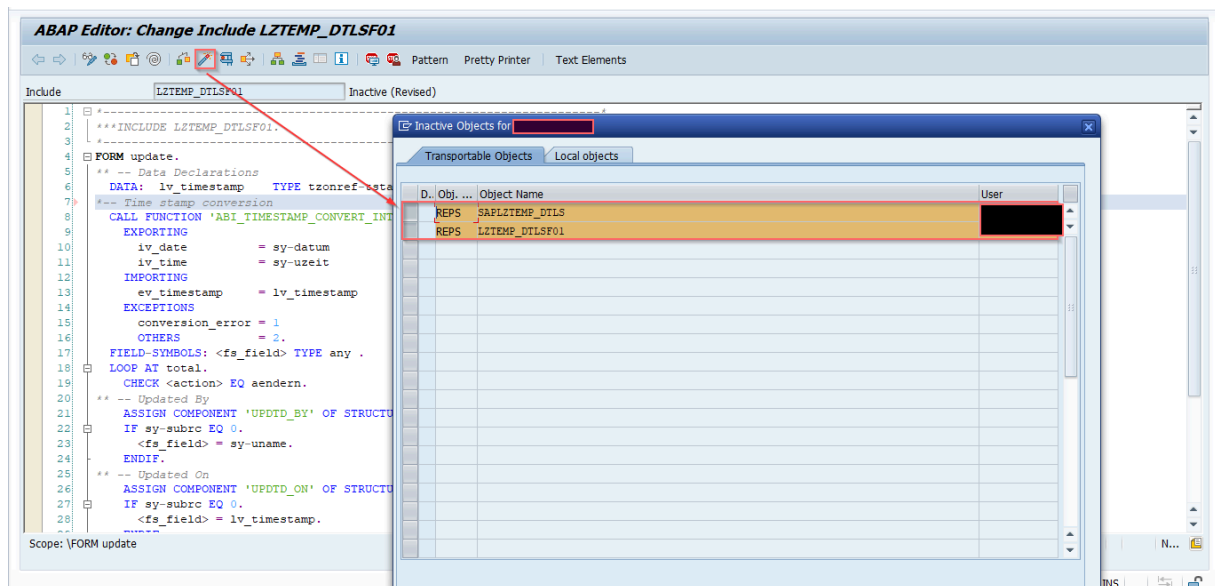 ABAP Editor: Change Include LZTEMP_DTLSF01
Pattern Pretty Printer Text Elements
Include LZTEMP_DTLSF01 Inactive (Revised)
1 *----------------------------------------------------------------------*
2 ***INCLUDE LZTEMP_DTLSF01.
3 *-----------------------------------------
4 FORM update.
5 ** -- Data Declarations
6 DATA: lv_timestamp TYPE tzonref-tsta
7 *-- Time stamp conversion
8 CALL FUNCTION 'ABI_TIMESTAMP_CONVERT_INT
9 EXPORTING
10 iv_date = sy-datum
11 iv_time = sy-uzeit
12 IMPORTING
13 ev_timestamp = lv_timestamp
14 EXCEPTIONS
15 conversion_error = 1
16 OTHERS = 2.
17 FIELD-SYMBOLS: <fs_field> TYPE any .
18 LOOP AT total.
19 CHECK <action> EQ aendern.
20 ** -- Updated By
21 ASSIGN COMPONENT 'UPDTD_BY' OF STRUCTU
22 IF sy-subrc EQ 0.
23 <fs_field> = sy-uname.
24 ENDIF.
25 ** -- Updated On
26 ASSIGN COMPONENT 'UPDTD_ON' OF STRUCTU
27 IF sy-subrc EQ 0.
28 <fs_field> = lv_timestamp.
Scope: \FORM update
Inactive Objects for
Transportable Objects Local objects
D.. Obj. ... Object Name User
REPS SAPLZTEMP_DTLS
REPS LZTEMP_DTLSF01
N...
INS